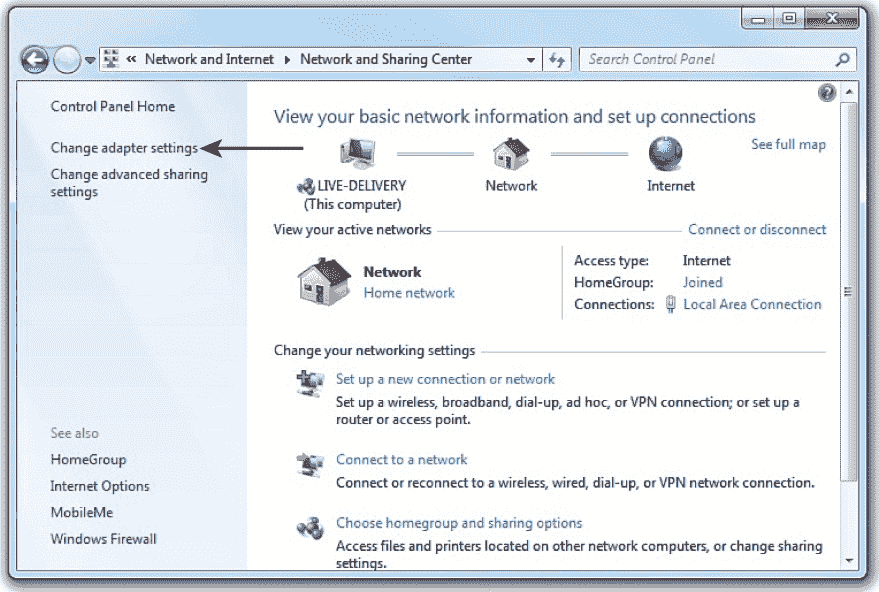 « Network and Internet ▸ Network and Sharing Center
Search Control Panel
Control Panel Home
Change adapter settings
Change advanced sharing
settings
See also
HomeGroup
Internet Options
MobileMe
Windows Firewall
View your basic network information and set up connections
See full map
LIVE-DELIVERY
(This computer)
Network
Internet
View your active networks
Connect or disconnect
Network
Home network
Access type: Internet
HomeGroup: Joined
Connections: Local Area Connection
Change your networking settings
Set up a new connection or network
Set up a wireless, broadband, dial-up, ad hoc, or VPN connection; or set up a
router or access point.
Connect to a network
Connect or reconnect to a wireless, wired, dial-up, or VPN network connection.
Choose homegroup and sharing options
Access files and printers located on other network computers, or change sharing
settings.